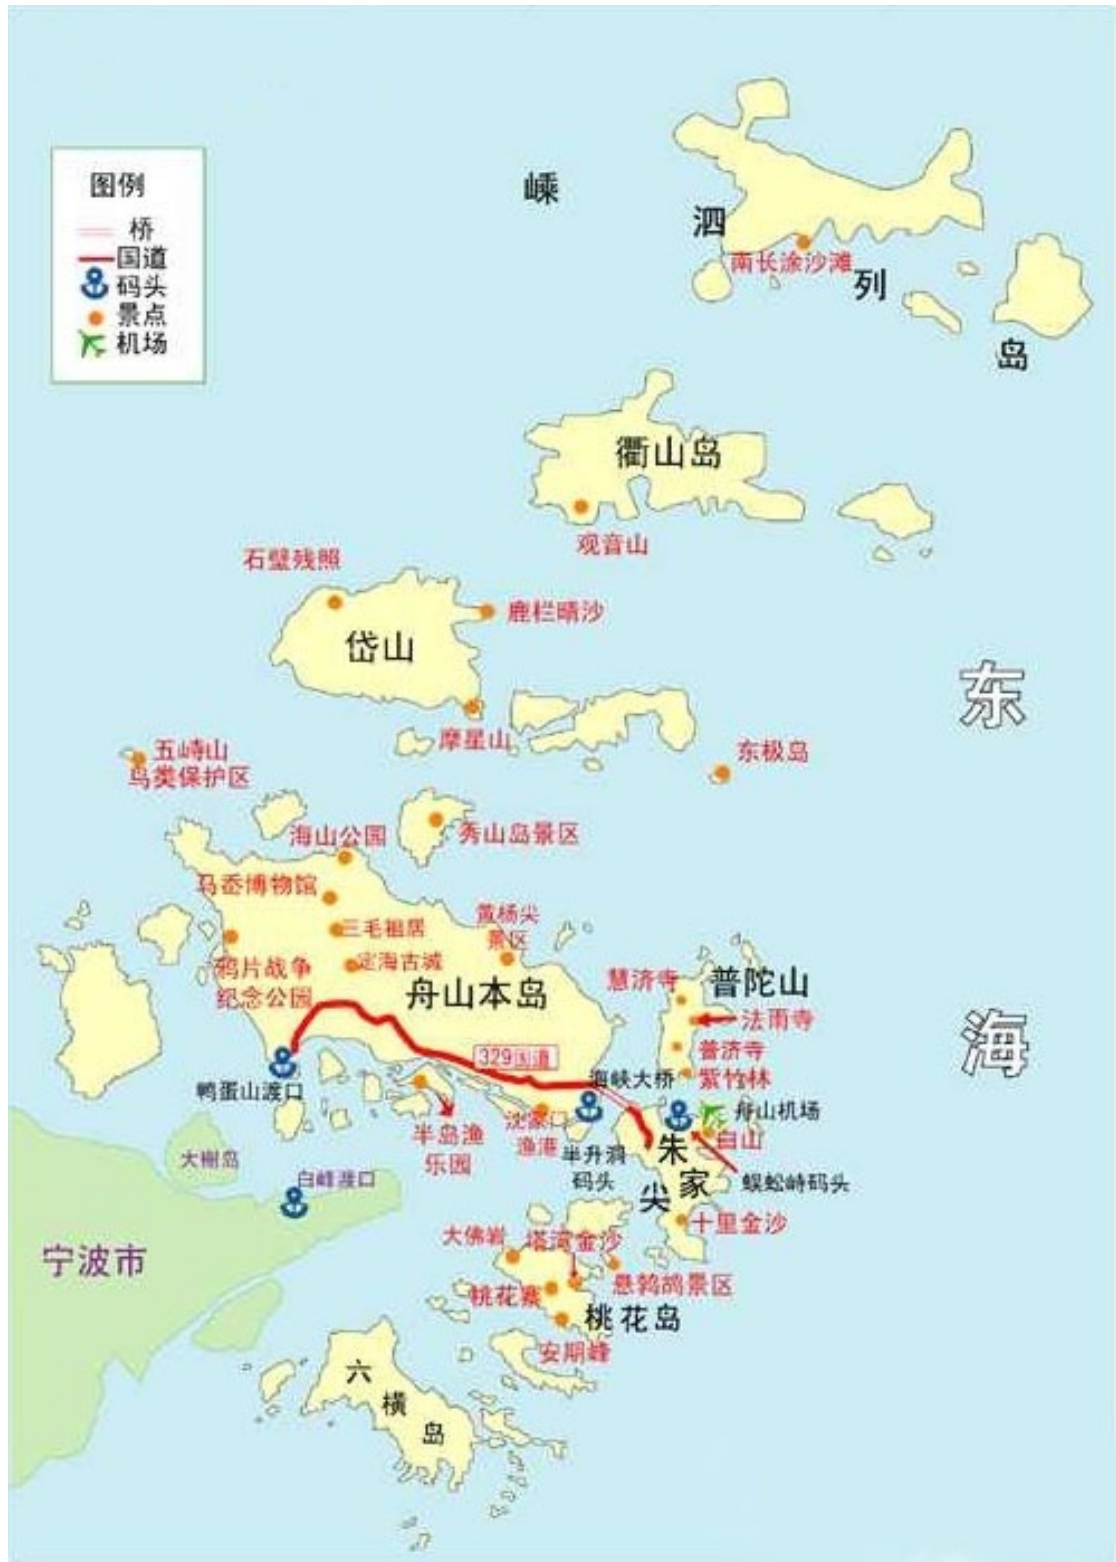 嵊
泗
列
岛
图例
桥
国道
码头
景点
机场
南长涂沙滩
衢山岛
观音山
石壁残照
鹿栏晴沙
岱山
摩星山
东
海
五峙山
鸟类保护区
东极岛
海山公园
秀山岛景区
马岙博物馆
三毛祖居
黄杨尖
景区
定海古城
鸦片战争
纪念公园
舟山本岛
慧济寺
普陀山
法雨寺
普济寺
紫竹林
329国道
海峡大桥
鸭蛋山渡口
舟山机场
白山
半岛渔
乐园
沈家门
渔港
半升洞
码头
朱
家
尖
蜈蚣峙码头
大榭岛
白峰渡口
十里金沙
宁波市
大佛岩
塔湾金沙
悬鹁鸪景区
桃花寨
桃花岛
安期峰
六
横
岛